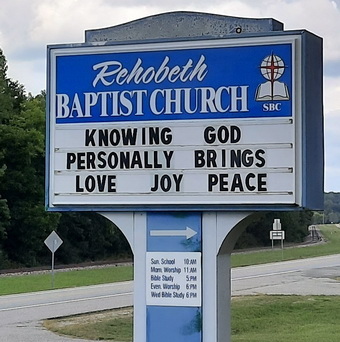 Rehobeth
BAPTIST CHURCH
SBC
KNOWING GOD
PERSONALLY BRINGS
LOVE JOY PEACE
Sun. School 10 AM
Morn. Worship 11 AM
Bible Study 5 PM
Even. Worship 6 PM
Wed Bible Study 6 PM